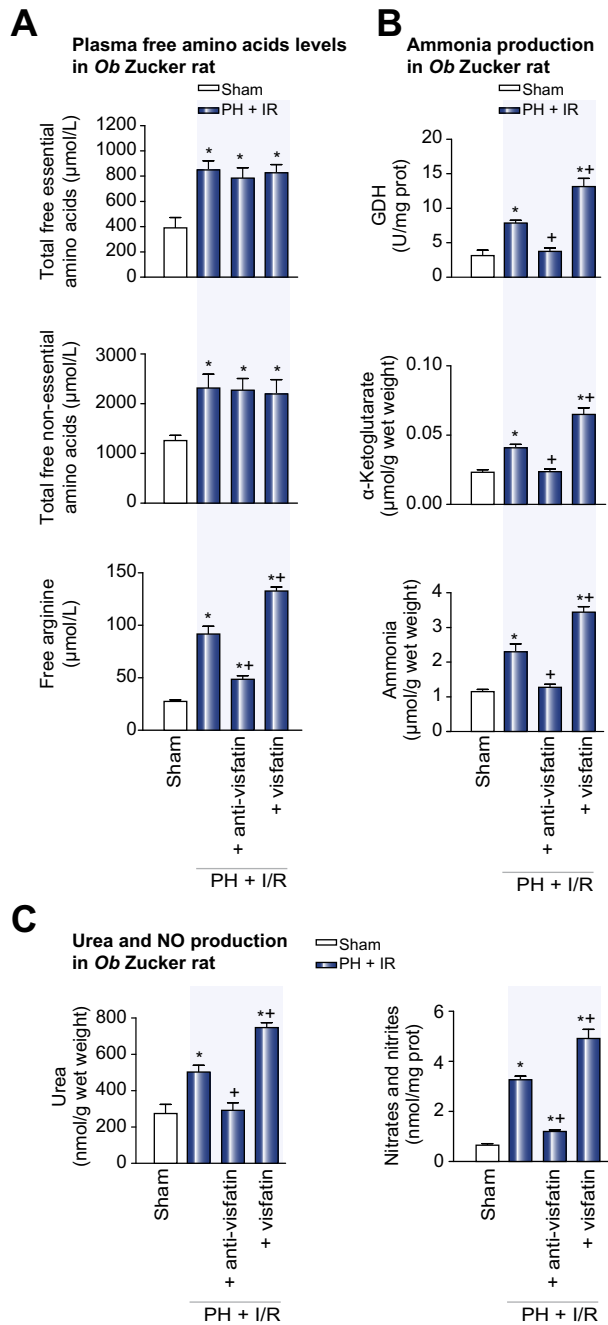 A
Plasma free amino acids levels
in Ob Zucker rat
Sham
PH + IR
Total free essential
amino acids (μmol/L)
1200
1000
800
600
400
200
0
*
*
*
Total free non-essential
amino acids (μmol/L)
3000
2000
1000
0
*
*
*
Free arginine
(μmol/L)
150
100
50
0
*
*+
*+
Sham
+ anti-visfatin
+ visfatin
PH + I/R
B
Ammonia production
in Ob Zucker rat
Sham
PH + IR
GDH
(U/mg prot)
20
15
10
5
0
*
+
*+
α-Ketoglutarate
(μmol/g wet weight)
0.10
0.05
0.00
*
+
*+
Ammonia
(μmol/g wet weight)
4
3
2
1
0
*
+
*+
Sham
+ anti-visfatin
+ visfatin
PH + I/R
C
Urea and NO production
in Ob Zucker rat
Sham
PH + IR
Urea
(nmol/g wet weight)
800
600
400
200
0
*
+
*+
Sham
+ anti-visfatin
+ visfatin
PH + I/R
Nitrates and nitrites
(nmol/mg prot)
6
4
2
0
*
*+
*+
Sham
+ anti-visfatin
+ visfatin
PH + I/R